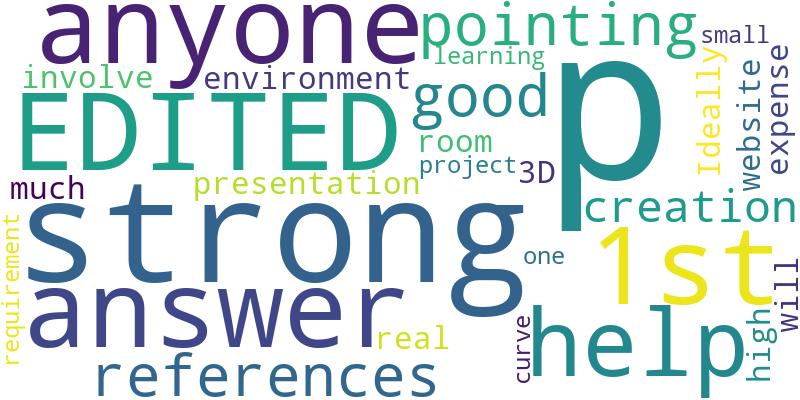 anyone
pointing
small
learning
involve
environment
EDITED
good
p
Ideally
website
expense
room
project
3D
much
presentation
creation
strong
1st
requirement
answer
one
will
real
help
high
curve
references